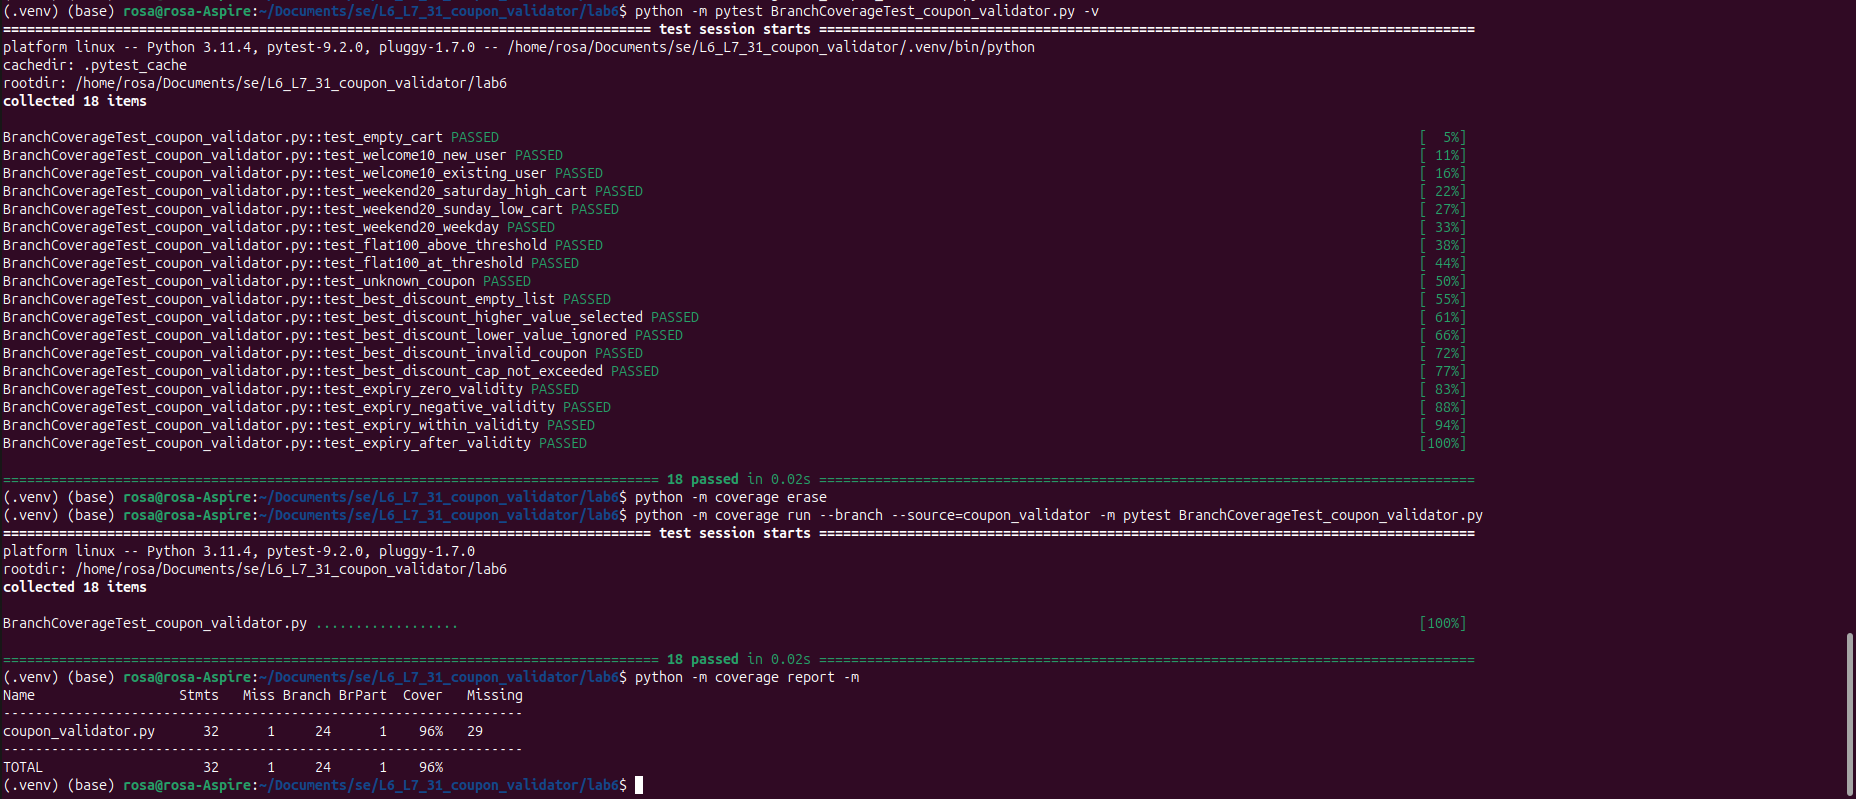 (.venv) (base) rosa@rosa-Aspire:~/Documents/se/L6_L7_31_coupon_validator/lab6$ python -m pytest BranchCoverageTest_coupon_validator.py -v
================================================================================= test session starts ==================================================================================
platform linux -- Python 3.11.4, pytest-9.2.0, pluggy-1.7.0 -- /home/rosa/Documents/se/L6_L7_31_coupon_validator/.venv/bin/python
cachedir: .pytest_cache
rootdir: /home/rosa/Documents/se/L6_L7_31_coupon_validator/lab6
collected 18 items
BranchCoverageTest_coupon_validator.py::test_empty_cart PASSED [  5%]
BranchCoverageTest_coupon_validator.py::test_welcome10_new_user PASSED [ 11%]
BranchCoverageTest_coupon_validator.py::test_welcome10_existing_user PASSED [ 16%]
BranchCoverageTest_coupon_validator.py::test_weekend20_saturday_high_cart PASSED [ 22%]
BranchCoverageTest_coupon_validator.py::test_weekend20_sunday_low_cart PASSED [ 27%]
BranchCoverageTest_coupon_validator.py::test_weekend20_weekday PASSED [ 33%]
BranchCoverageTest_coupon_validator.py::test_flat100_above_threshold PASSED [ 38%]
BranchCoverageTest_coupon_validator.py::test_flat100_at_threshold PASSED [ 44%]
BranchCoverageTest_coupon_validator.py::test_unknown_coupon PASSED [ 50%]
BranchCoverageTest_coupon_validator.py::test_best_discount_empty_list PASSED [ 55%]
BranchCoverageTest_coupon_validator.py::test_best_discount_higher_value_selected PASSED [ 61%]
BranchCoverageTest_coupon_validator.py::test_best_discount_lower_value_ignored PASSED [ 66%]
BranchCoverageTest_coupon_validator.py::test_best_discount_invalid_coupon PASSED [ 72%]
BranchCoverageTest_coupon_validator.py::test_best_discount_cap_not_exceeded PASSED [ 77%]
BranchCoverageTest_coupon_validator.py::test_expiry_zero_validity PASSED [ 83%]
BranchCoverageTest_coupon_validator.py::test_expiry_negative_validity PASSED [ 88%]
BranchCoverageTest_coupon_validator.py::test_expiry_within_validity PASSED [ 94%]
BranchCoverageTest_coupon_validator.py::test_expiry_after_validity PASSED [100%]
================================================================================== 18 passed in 0.02s ==================================================================================
(.venv) (base) rosa@rosa-Aspire:~/Documents/se/L6_L7_31_coupon_validator/lab6$ python -m coverage erase
(.venv) (base) rosa@rosa-Aspire:~/Documents/se/L6_L7_31_coupon_validator/lab6$ python -m coverage run --branch --source=coupon_validator -m pytest BranchCoverageTest_coupon_validator.py
================================================================================= test session starts ==================================================================================
platform linux -- Python 3.11.4, pytest-9.2.0, pluggy-1.7.0
rootdir: /home/rosa/Documents/se/L6_L7_31_coupon_validator/lab6
collected 18 items
BranchCoverageTest_coupon_validator.py .................. [100%]
================================================================================== 18 passed in 0.02s ==================================================================================
(.venv) (base) rosa@rosa-Aspire:~/Documents/se/L6_L7_31_coupon_validator/lab6$ python -m coverage report -m
Name                  Stmts   Miss Branch BrPart  Cover   Missing
-----------------------------------------------------------------
coupon_validator.py      32      1     24      1    96%   29
-----------------------------------------------------------------
TOTAL                    32      1     24      1    96%
(.venv) (base) rosa@rosa-Aspire:~/Documents/se/L6_L7_31_coupon_validator/lab6$